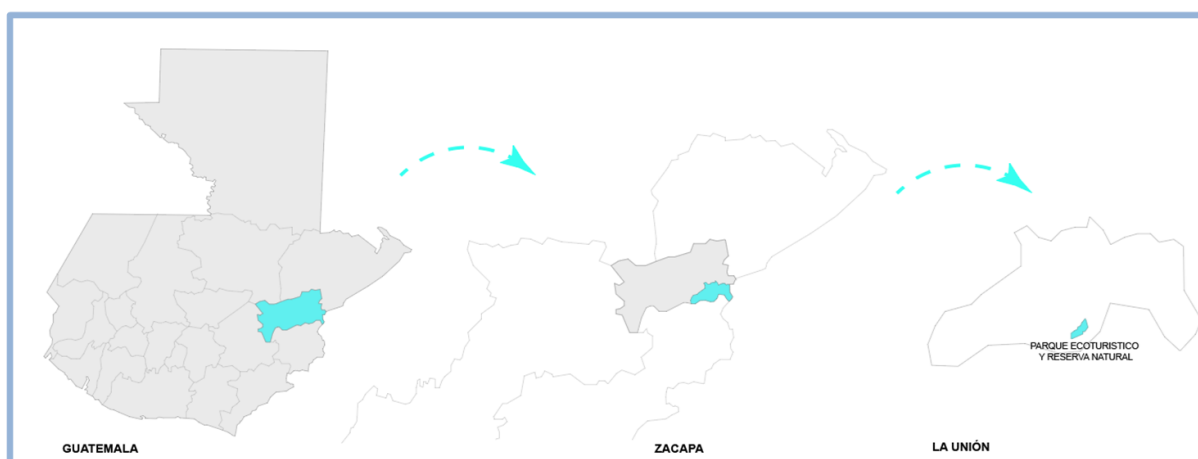 PARQUE ECOTURISTICO
Y RESERVA NATURAL
GUATEMALA
ZACAPA
LA UNIÓN